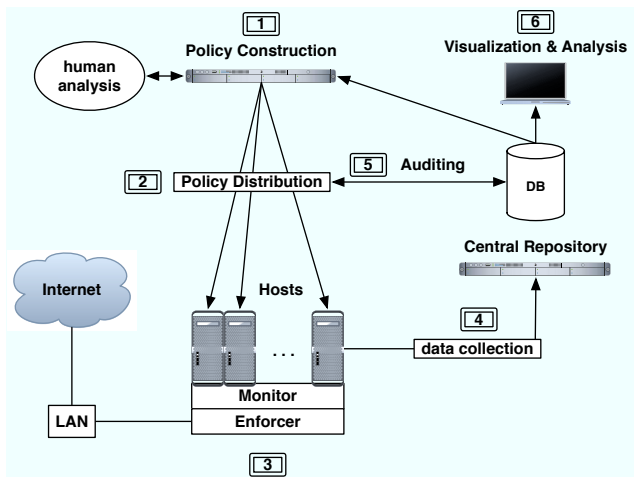 1
Policy Construction
human
analysis
6
Visualization & Analysis
2
Policy Distribution
5
Auditing
DB
Central Repository
Internet
Hosts
4
data collection
. . .
Monitor
Enforcer
LAN
3